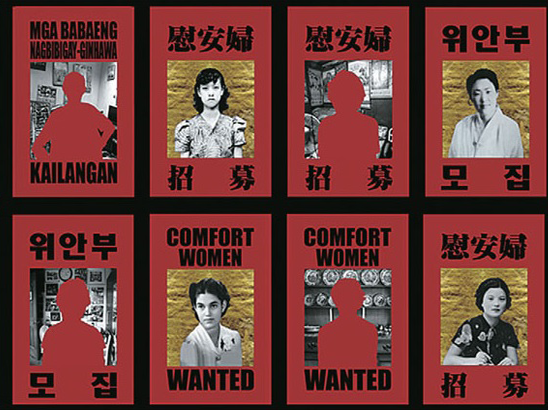 MGA BABAENG
NAGBIBIGAY-GINHAWA
KAILANGAN
慰安婦
招 募
慰安婦
招 募
위안부
모 집
위안부
모 집
COMFORT
WOMEN
WANTED
COMFORT
WOMEN
WANTED
慰安婦
招 募